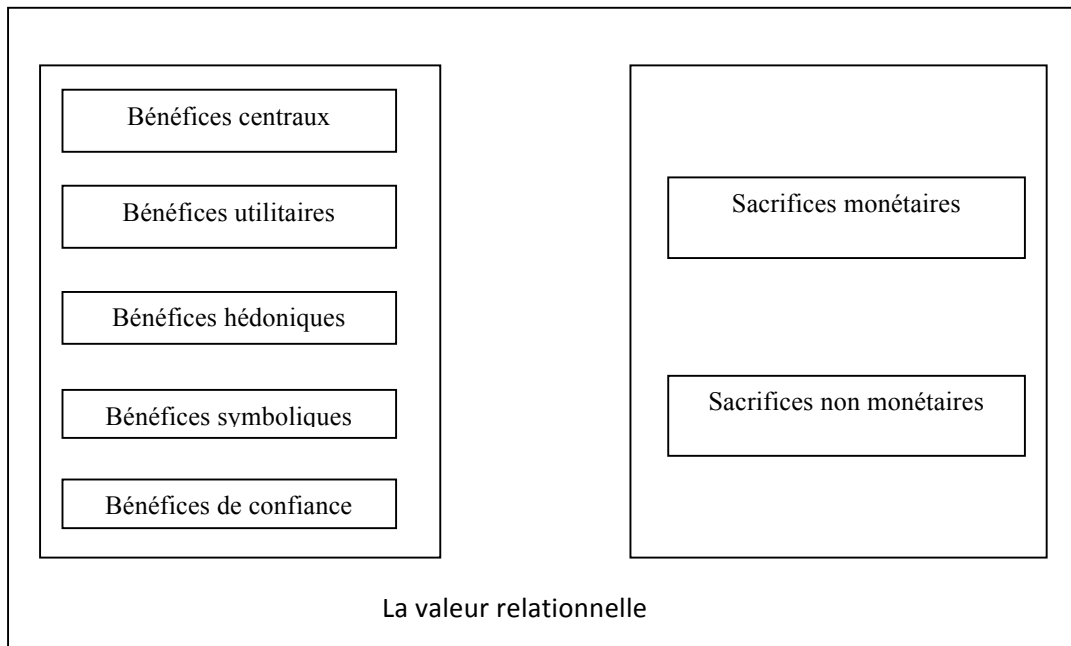 Bénéfices centraux
Bénéfices utilitaires
Bénéfices hédoniques
Bénéfices symboliques
Bénéfices de confiance
Sacrifices monétaires
Sacrifices non monétaires
La valeur relationnelle